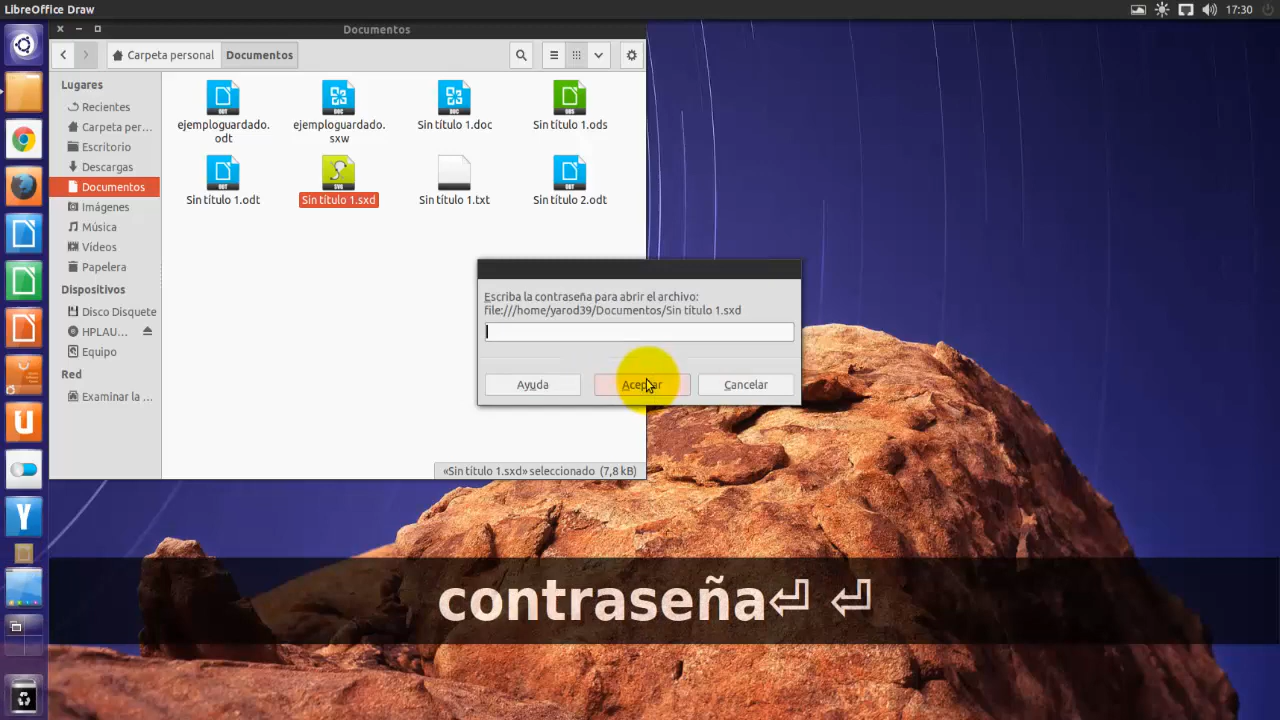 LibreOffice Draw
17:30
Documentos
Carpeta personal
Documentos
Lugares
Recientes
Carpeta per...
Escritorio
Descargas
Documentos
Imágenes
Música
Vídeos
Papelera
Dispositivos
Disco Disquete
HPLAU...
Equipo
Red
Examinar la ...
ejemploguardado.
odt
ejemploguardado.
sxw
Sin título 1.doc
Sin título 1.ods
Sin título 1.odt
Sin título 1.sxd
Sin título 1.txt
Sin título 2.odt
Escriba la contraseña para abrir el archivo:
file:///home/yarod39/Documentos/Sin título 1.sxd
Ayuda
Aceptar
Cancelar
«Sin título 1.sxd» seleccionado (7,8 kB)
contraseña⏎ ⏎